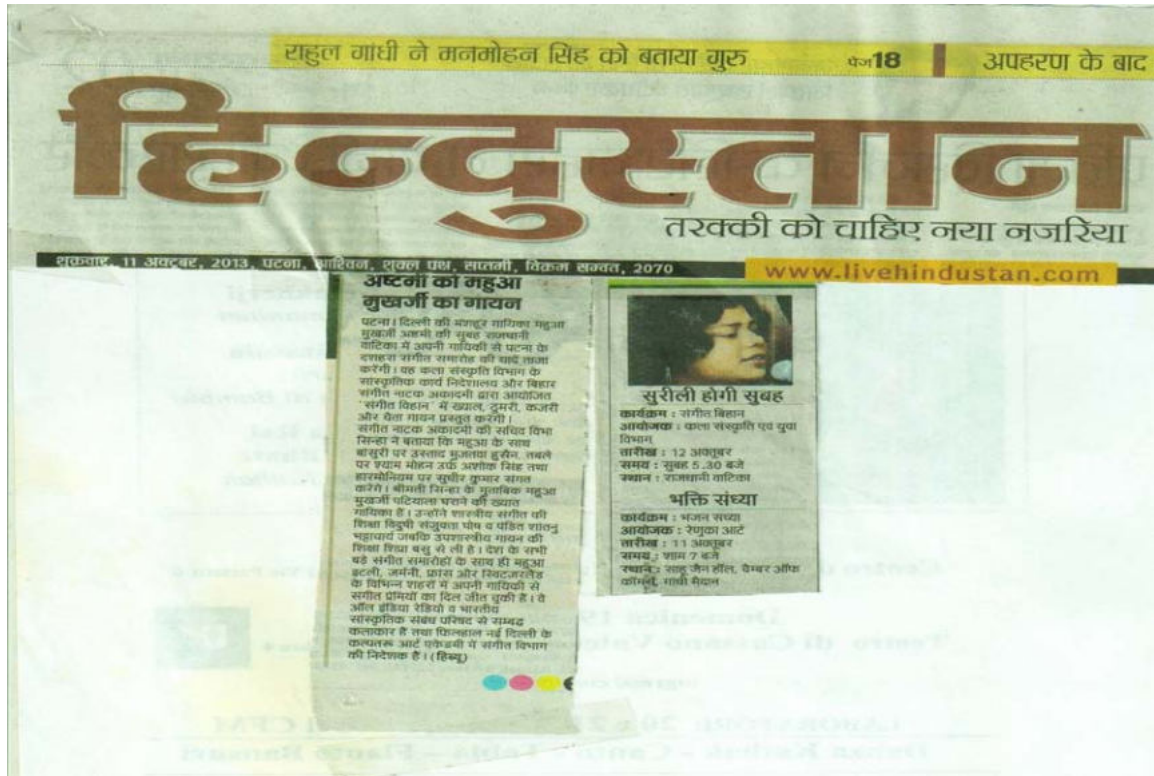 राहुल गांधी ने मनमोहन सिंह को बताया गुरु
पेज18
अपहरण के बाद
हिन्दुस्तान
तरक्की को चाहिए नया नजरिया
शुक्रवार, 11 अक्टूबर, 2013, पटना, आश्विन, शुक्ल पक्ष, सप्तमी, विक्रम सम्वत, 2070
www.livehindustan.com
अष्टमी को महुआ
मुखर्जी का गायन
पटना। दिल्ली की मशहूर गायिका महुआ
मुखर्जी अष्टमी की सुबह राजधानी
वाटिका में अपनी गायिकी से पटना के
दशहरा संगीत समारोह की यादें ताजा
करेंगी। वह कला संस्कृति विभाग के
सांस्कृतिक कार्य निदेशालय और बिहार
संगीत नाटक अकादमी द्वारा आयोजित
'संगीत विहान' में ख्याल, ठुमरी, कजरी
और चैता गायन प्रस्तुत करेंगी।
संगीत नाटक अकादमी की सचिव विभा
सिन्हा ने बताया कि महुआ के साथ
बांसुरी पर उस्ताद मुजतबा हुसैन, तबले
पर श्याम मोहन उर्फ अशोक सिंह तथा
हारमोनियम पर सुधीर कुमार संगत
करेंगे। श्रीमती सिन्हा के मुताबिक महुआ
मुखर्जी पटियाला घराने की ख्यात
गायिका हैं। उन्होंने शास्त्रीय संगीत की
शिक्षा विदुषी संजुक्ता घोष व पंडित शांतनु
भट्टाचार्य जबकि उपशास्त्रीय गायन की
शिक्षा शिप्रा बसु से ली है। देश के सभी
बड़े संगीत समारोहों के साथ ही महुआ
इटली, जर्मनी, फ्रांस और स्विटजरलैंड
के विभिन्न शहरों में अपनी गायिकी से
संगीत प्रेमियों का दिल जीत चुकी हैं। वे
ऑल इंडिया रेडियो व भारतीय
सांस्कृतिक संबंध परिषद से सम्बद्ध
कलाकार हैं तथा फिलहाल नई दिल्ली के
कल्पतरू आर्ट एकेडमी में संगीत विभाग
की निदेशक हैं। (हिब्यू)
सुरीली होगी सुबह
कार्यक्रम : संगीत बिहान
आयोजक : कला संस्कृति एवं युवा
विभाग
तारीख : 12 अक्तूबर
समय : सुबह 5.30 बजे
स्थान : राजधानी वाटिका
भक्ति संध्या
कार्यक्रम : भजन संध्या
आयोजक : रेणुका आर्ट
तारीख : 11 अक्तूबर
समय : शाम 7 बजे
स्थान : साहू जैन हॉल, चैम्बर ऑफ
कॉमर्स, गांधी मैदान